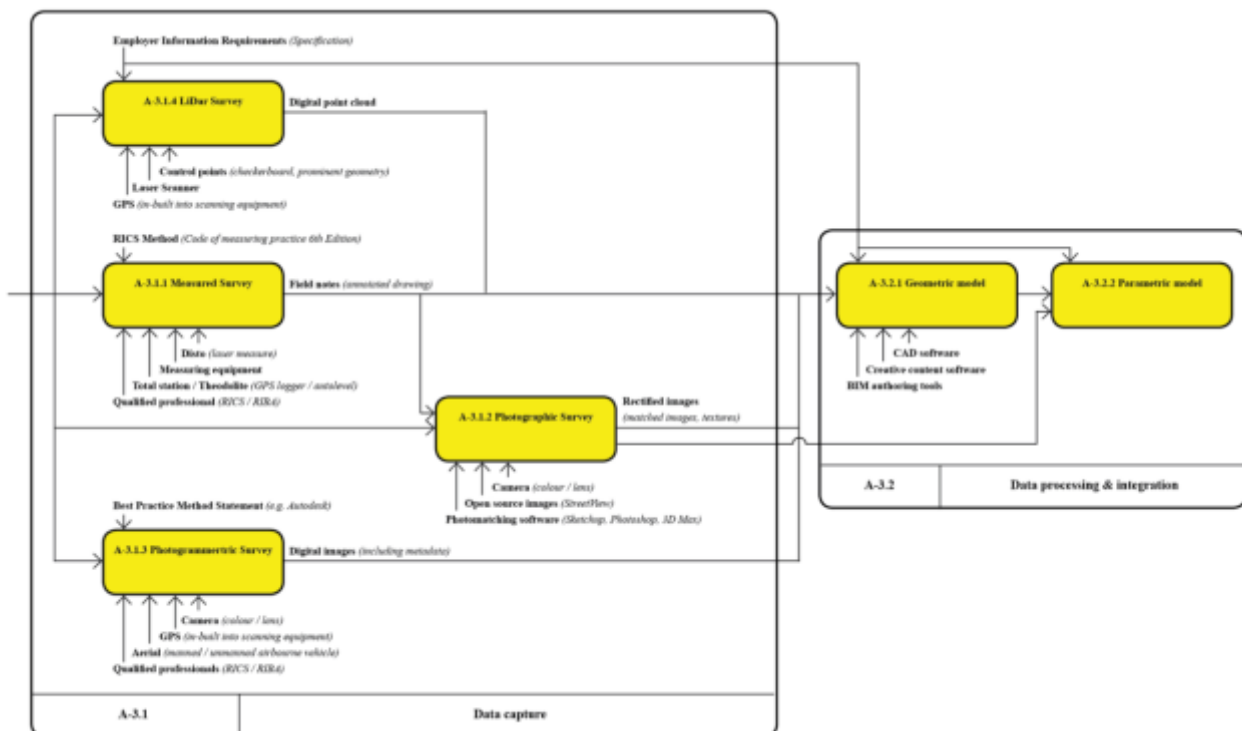 Employer Information Requirements (Specification)
A-3.1.4 LiDar Survey
Digital point cloud
Control points (checkerboard, prominent geometry)
Laser Scanner
GPS (in-built into scanning equipment)
RICS Method (Code of measuring practice 6th Edition)
A-3.1.1 Measured Survey
Field notes (annotated drawing)
Disto (laser measure)
Measuring equipment
Total station / Theodolite (GPS logger / autolevel)
Qualified professional (RICS / RIBA)
A-3.1.2 Photographic Survey
Rectified images
(matched images, textures)
Camera (colour / lens)
Open source images (StreetView)
Photomatching software (Sketchup, Photoshop, 3D Max)
Best Practice Method Statement (e.g. Autodesk)
A-3.1.3 Photogrammertric Survey
Digital images (including metadata)
Camera (colour / lens)
GPS (in-built into scanning equipment)
Aerial (manned / unmanned airbourne vehicle)
Qualified professionals (RICS / RIBA)
A-3.1
Data capture
A-3.2.1 Geometric model
A-3.2.2 Parametric model
CAD software
Creative content software
BIM authoring tools
A-3.2
Data processing & integration